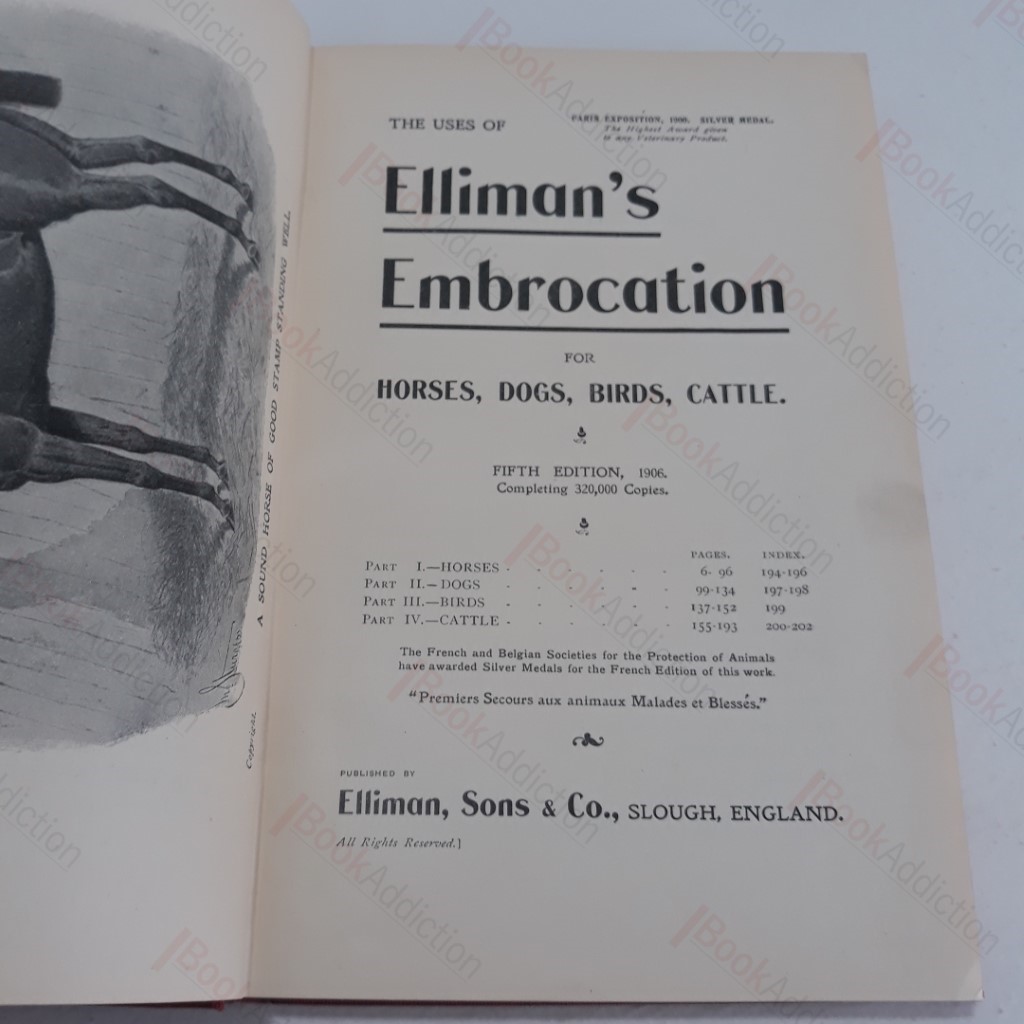 A SOUND HORSE OF GOOD STAMP STANDING WELL.
Copyright
THE USES OF
PARIS EXPOSITION, 1900. SILVER MEDAL.
The Highest Award given
to any Veterinary Product.
Elliman's
Embrocation
FOR
HORSES, DOGS, BIRDS, CATTLE.
FIFTH EDITION, 1906.
Completing 320,000 Copies.
PAGES. INDEX.
PART I.—HORSES - - - - - 6- 96 194-196
PART II.—DOGS - - - - - 99-134 197-198
PART III.—BIRDS - - - - - 137-152 199
PART IV.—CATTLE - - - - - 155-193 200-202
The French and Belgian Societies for the Protection of Animals
have awarded Silver Medals for the French Edition of this work.
"Premiers Secours aux animaux Malades et Blessés."
PUBLISHED BY
Elliman, Sons & Co., SLOUGH, ENGLAND.
All Rights Reserved.]
BookAddiction